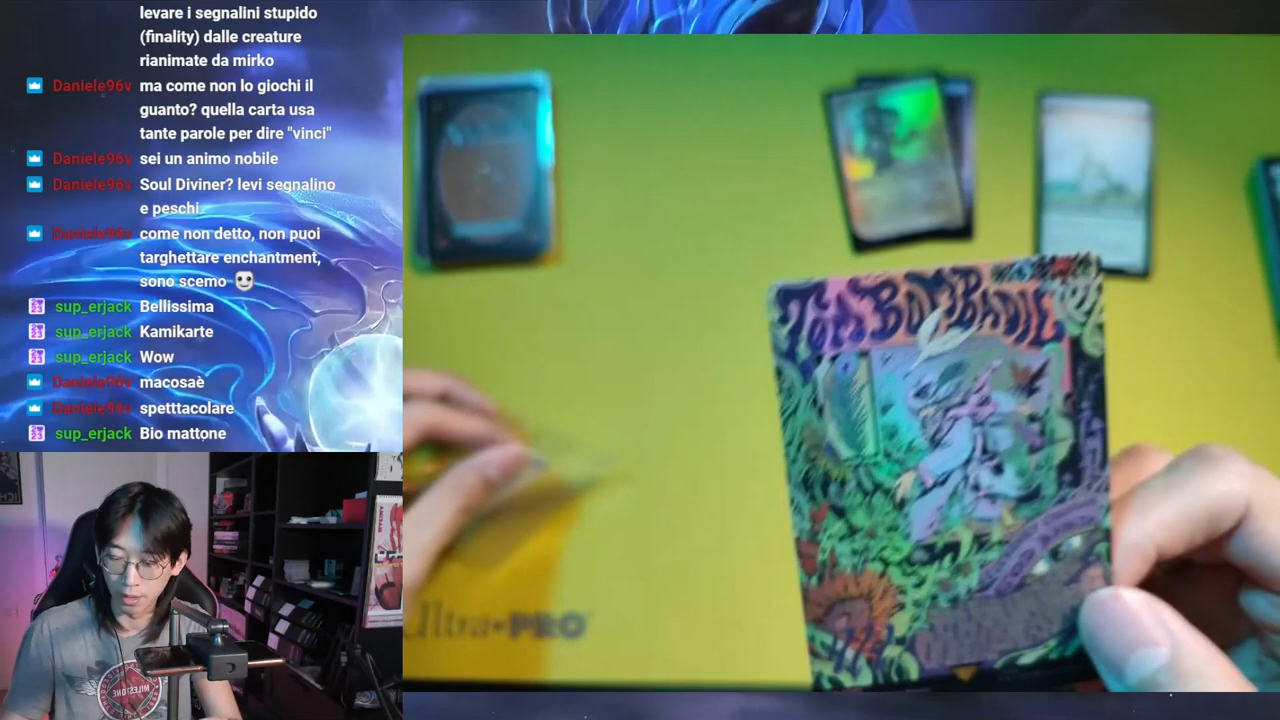 levare i segnalini stupido
(finality) dalle creature
rianimate da mirko
Daniele96v ma come non lo giochi il
guanto? quella carta usa
tante parole per dire "vinci"
Daniele96v sei un animo nobile
Daniele96v Soul Diviner? levi segnalino
e peschi
Daniele96v come non detto, non puoi
targhettare enchantment,
sono scemo
sup_erjack Bellissima
sup_erjack Kamikarte
sup_erjack Wow
Daniele96v macosaè
Daniele96v spetttacolare
sup_erjack Bio mattone
TOM BOMBADIL
Ultra•PRO
MILESTONE